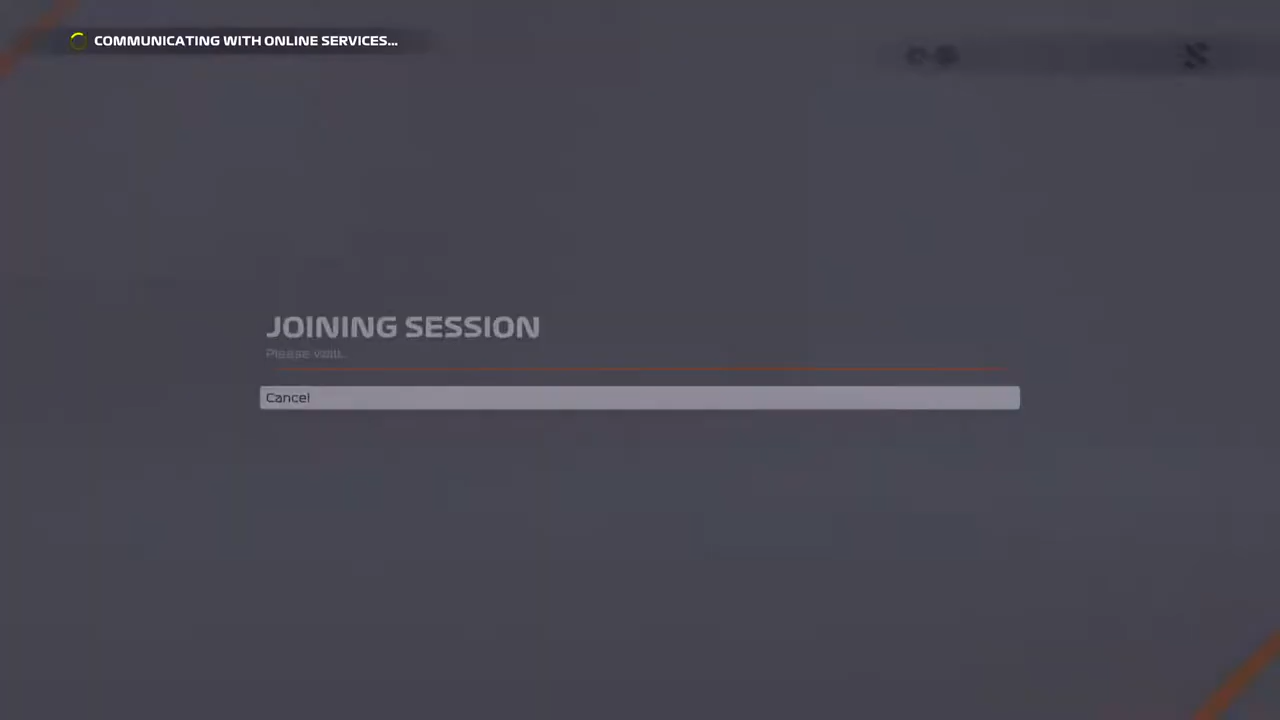 COMMUNICATING WITH ONLINE SERVICES...
JOINING SESSION
Please wait.
Cancel